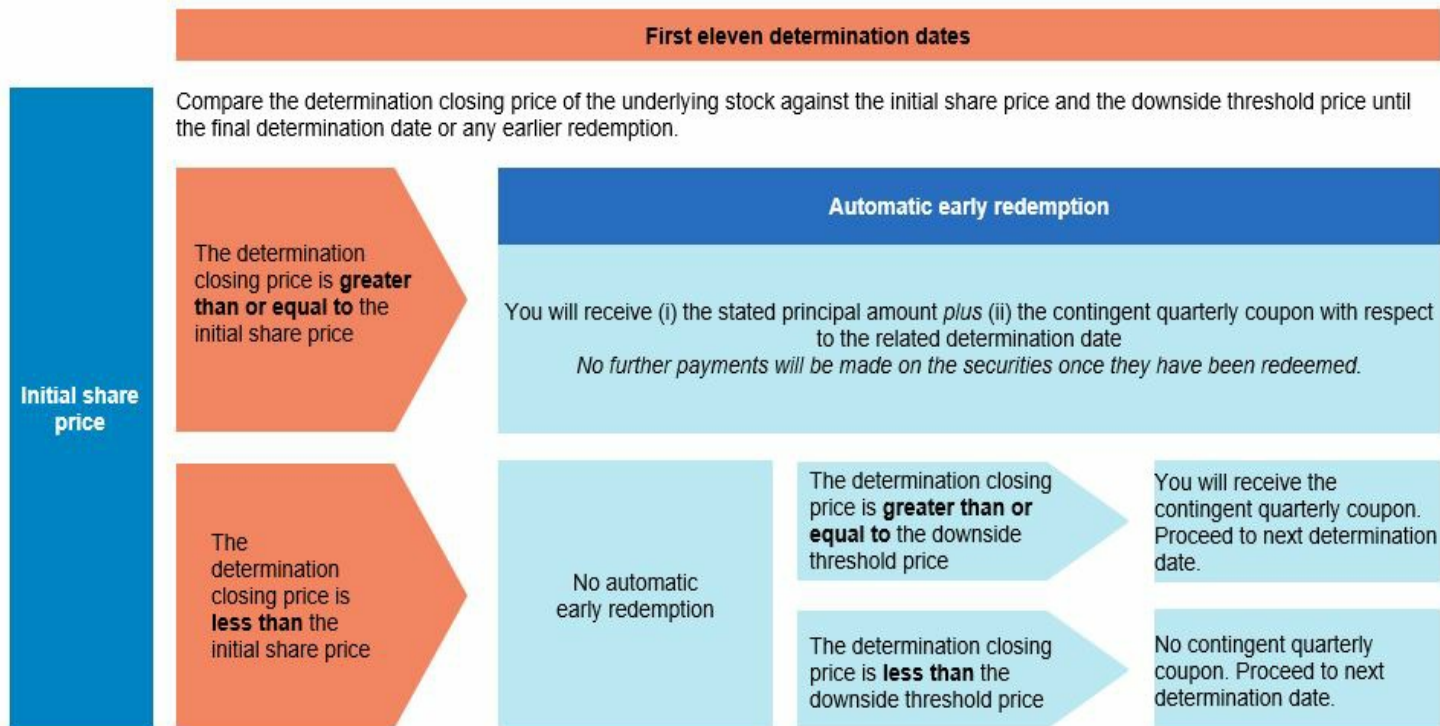 First eleven determination dates
Compare the determination closing price of the underlying stock against the initial share price and the downside threshold price until
the final determination date or any earlier redemption.
Initial share
price
The determination
closing price is greater
than or equal to the
initial share price
Automatic early redemption
You will receive (i) the stated principal amount plus (ii) the contingent quarterly coupon with respect
to the related determination date
No further payments will be made on the securities once they have been redeemed.
The
determination
closing price is
less than the
initial share price
No automatic
early redemption
The determination closing
price is greater than or
equal to the downside
threshold price
You will receive the
contingent quarterly coupon.
Proceed to next determination
date.
The determination closing
price is less than the
downside threshold price
No contingent quarterly
coupon. Proceed to next
determination date.